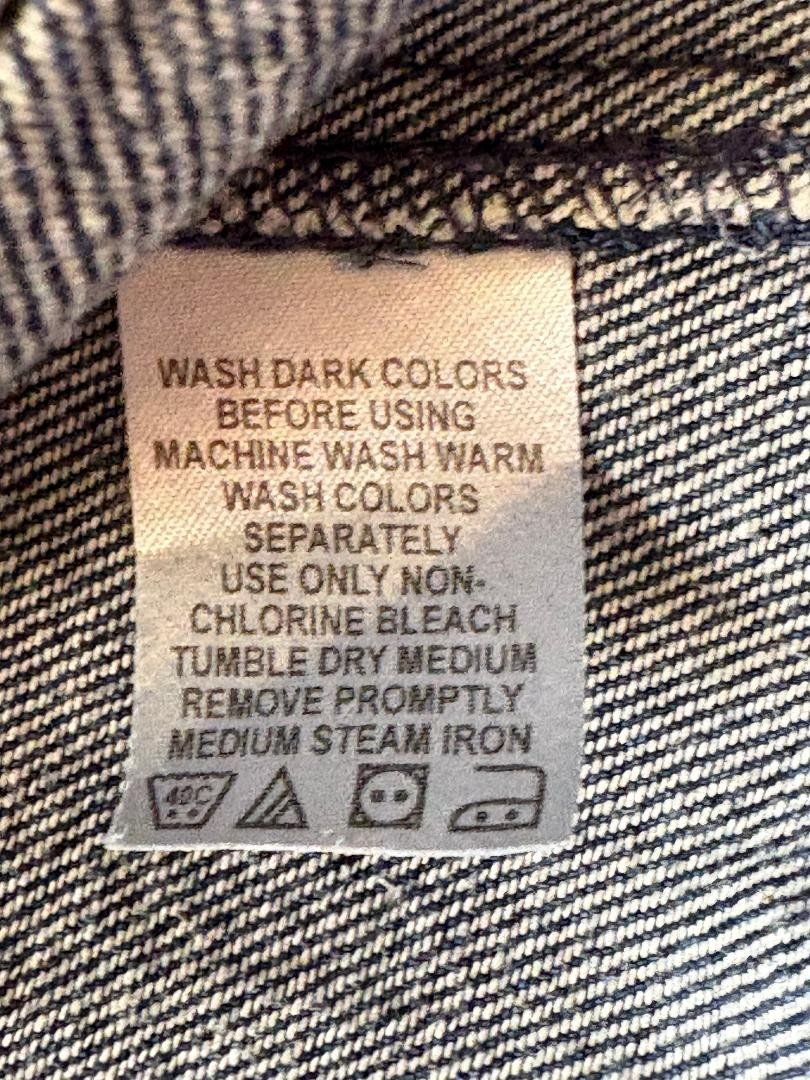 WASH DARK COLORS
BEFORE USING
MACHINE WASH WARM
WASH COLORS
SEPARATELY
USE ONLY NON-
CHLORINE BLEACH
TUMBLE DRY MEDIUM
REMOVE PROMPTLY
MEDIUM STEAM IRON
40C